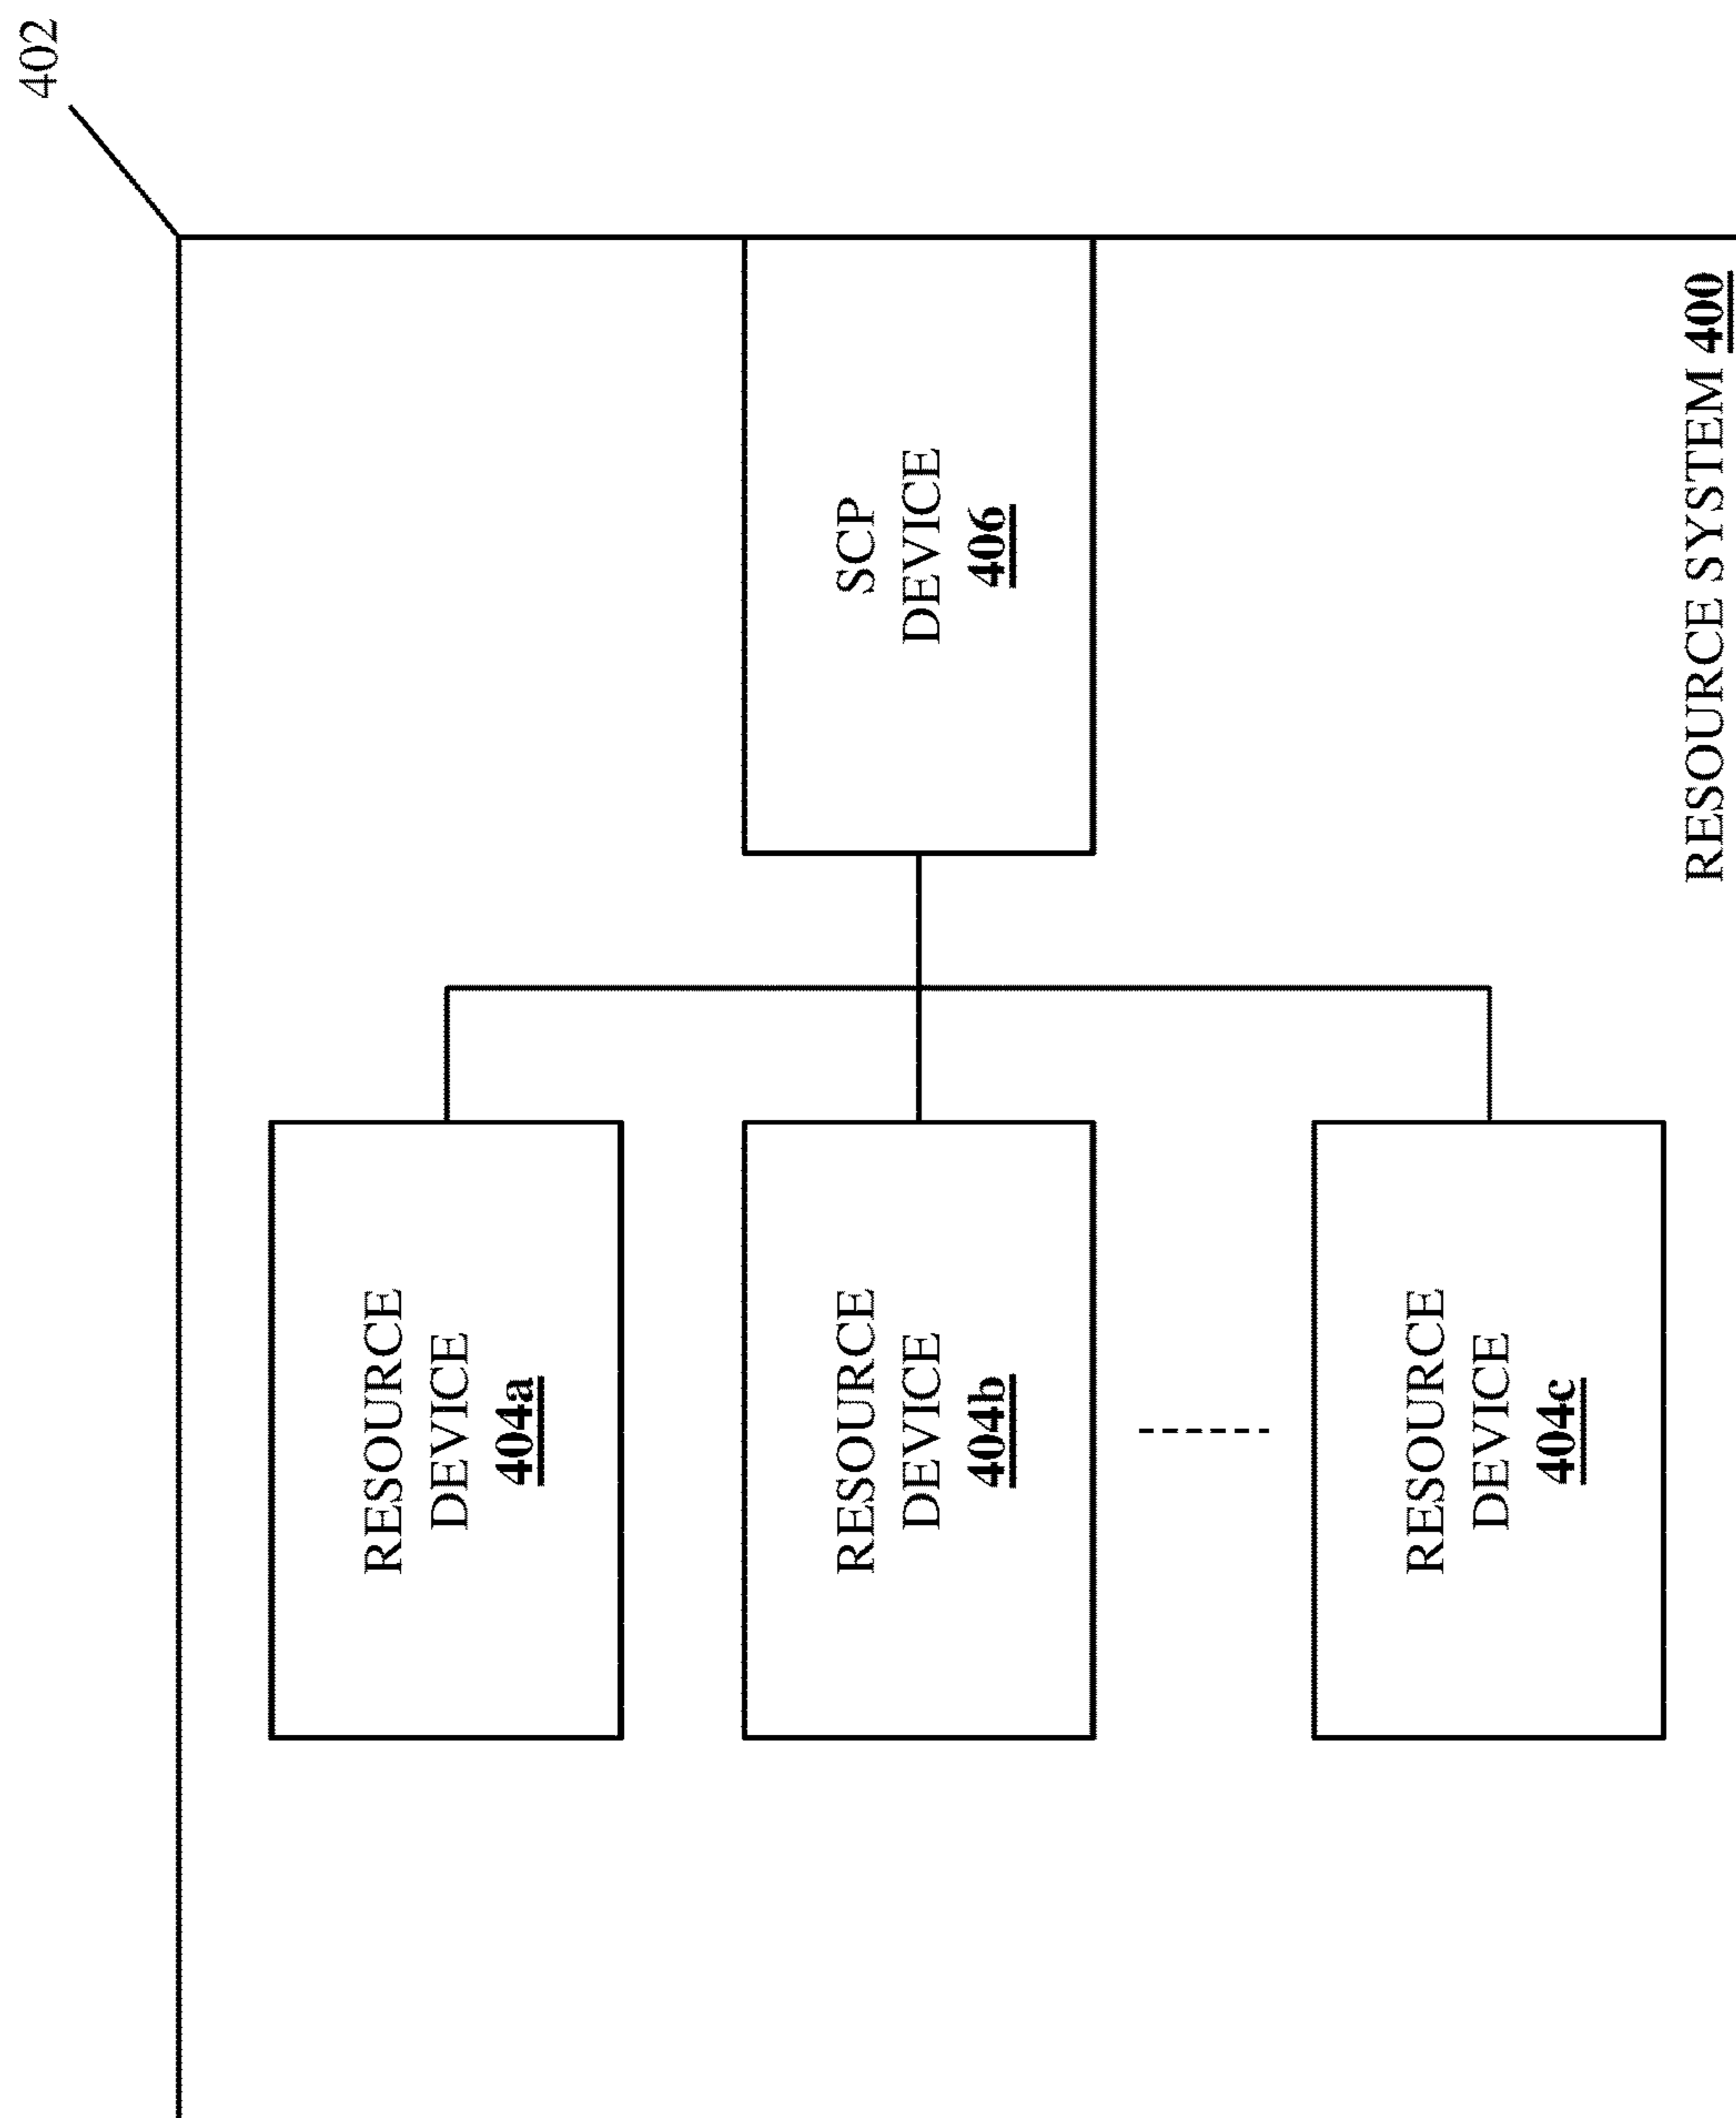 402
RESOURCE
DEVICE
404a
RESOURCE
DEVICE
404b
SCP
DEVICE
406
RESOURCE
DEVICE
404c
RESOURCE SYSTEM 400